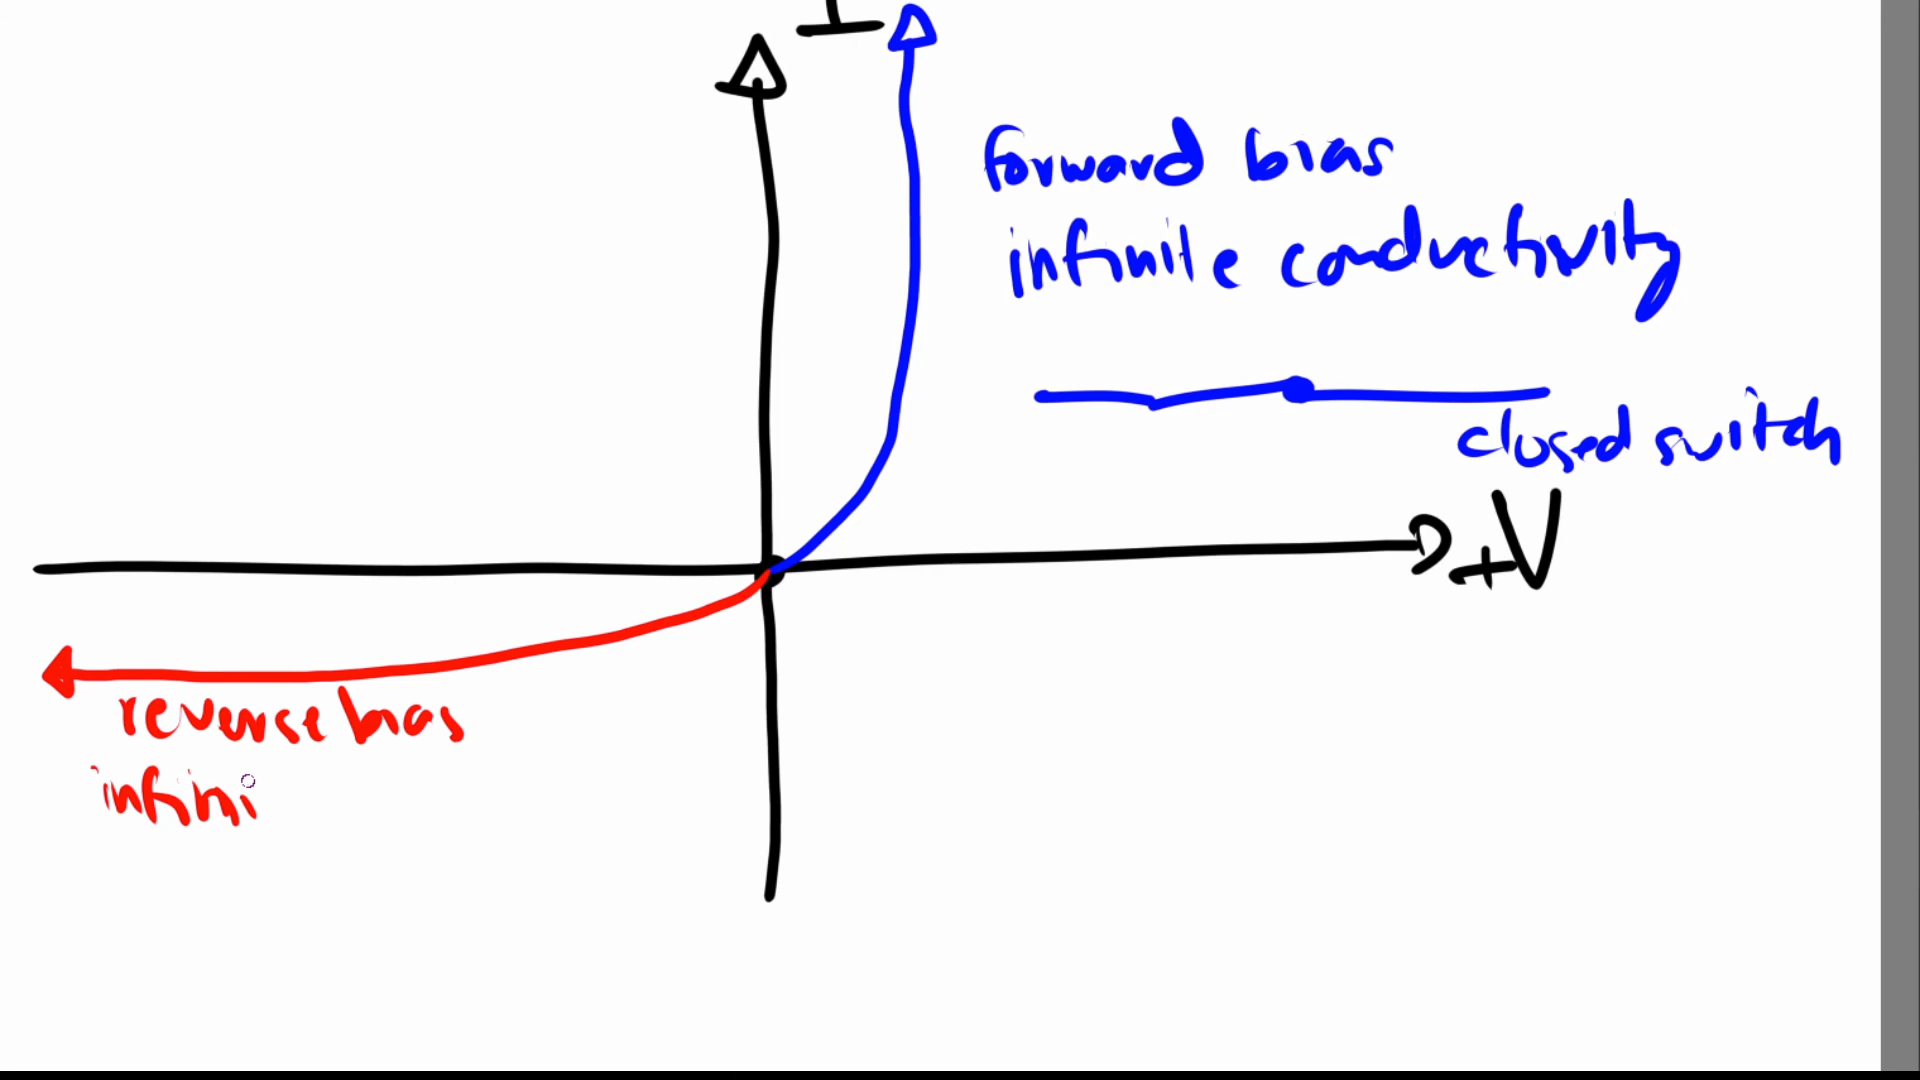 I
forward bias
infinite conductivity
closed switch
+V
reverse bias
infini